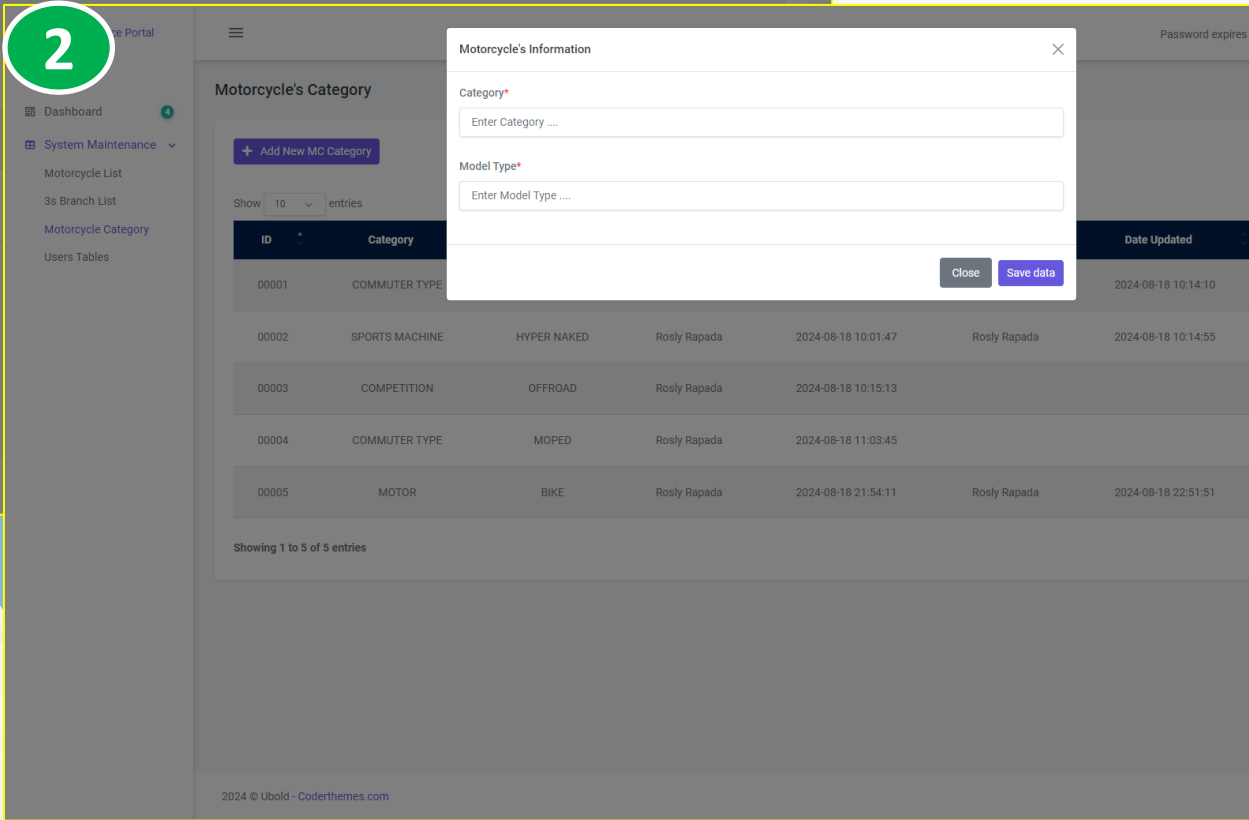 2
ce Portal
Password expires
Dashboard
4
System Maintenance
Motorcycle List
3s Branch List
Motorcycle Category
Users Tables
Motorcycle's Category
+ Add New MC Category
Show 10 entries
Motorcycle's Information
Category*
Enter Category ....
Model Type*
Enter Model Type ....
Close Save data
ID Category Date Updated
00001 COMMUTER TYPE 2024-08-18 10:14:10
00002 SPORTS MACHINE HYPER NAKED Rosly Rapada 2024-08-18 10:01:47 Rosly Rapada 2024-08-18 10:14:55
00003 COMPETITION OFFROAD Rosly Rapada 2024-08-18 10:15:13
00004 COMMUTER TYPE MOPED Rosly Rapada 2024-08-18 11:03:45
00005 MOTOR BIKE Rosly Rapada 2024-08-18 21:54:11 Rosly Rapada 2024-08-18 22:51:51
Showing 1 to 5 of 5 entries
2024 © Ubold - Coderthemes.com